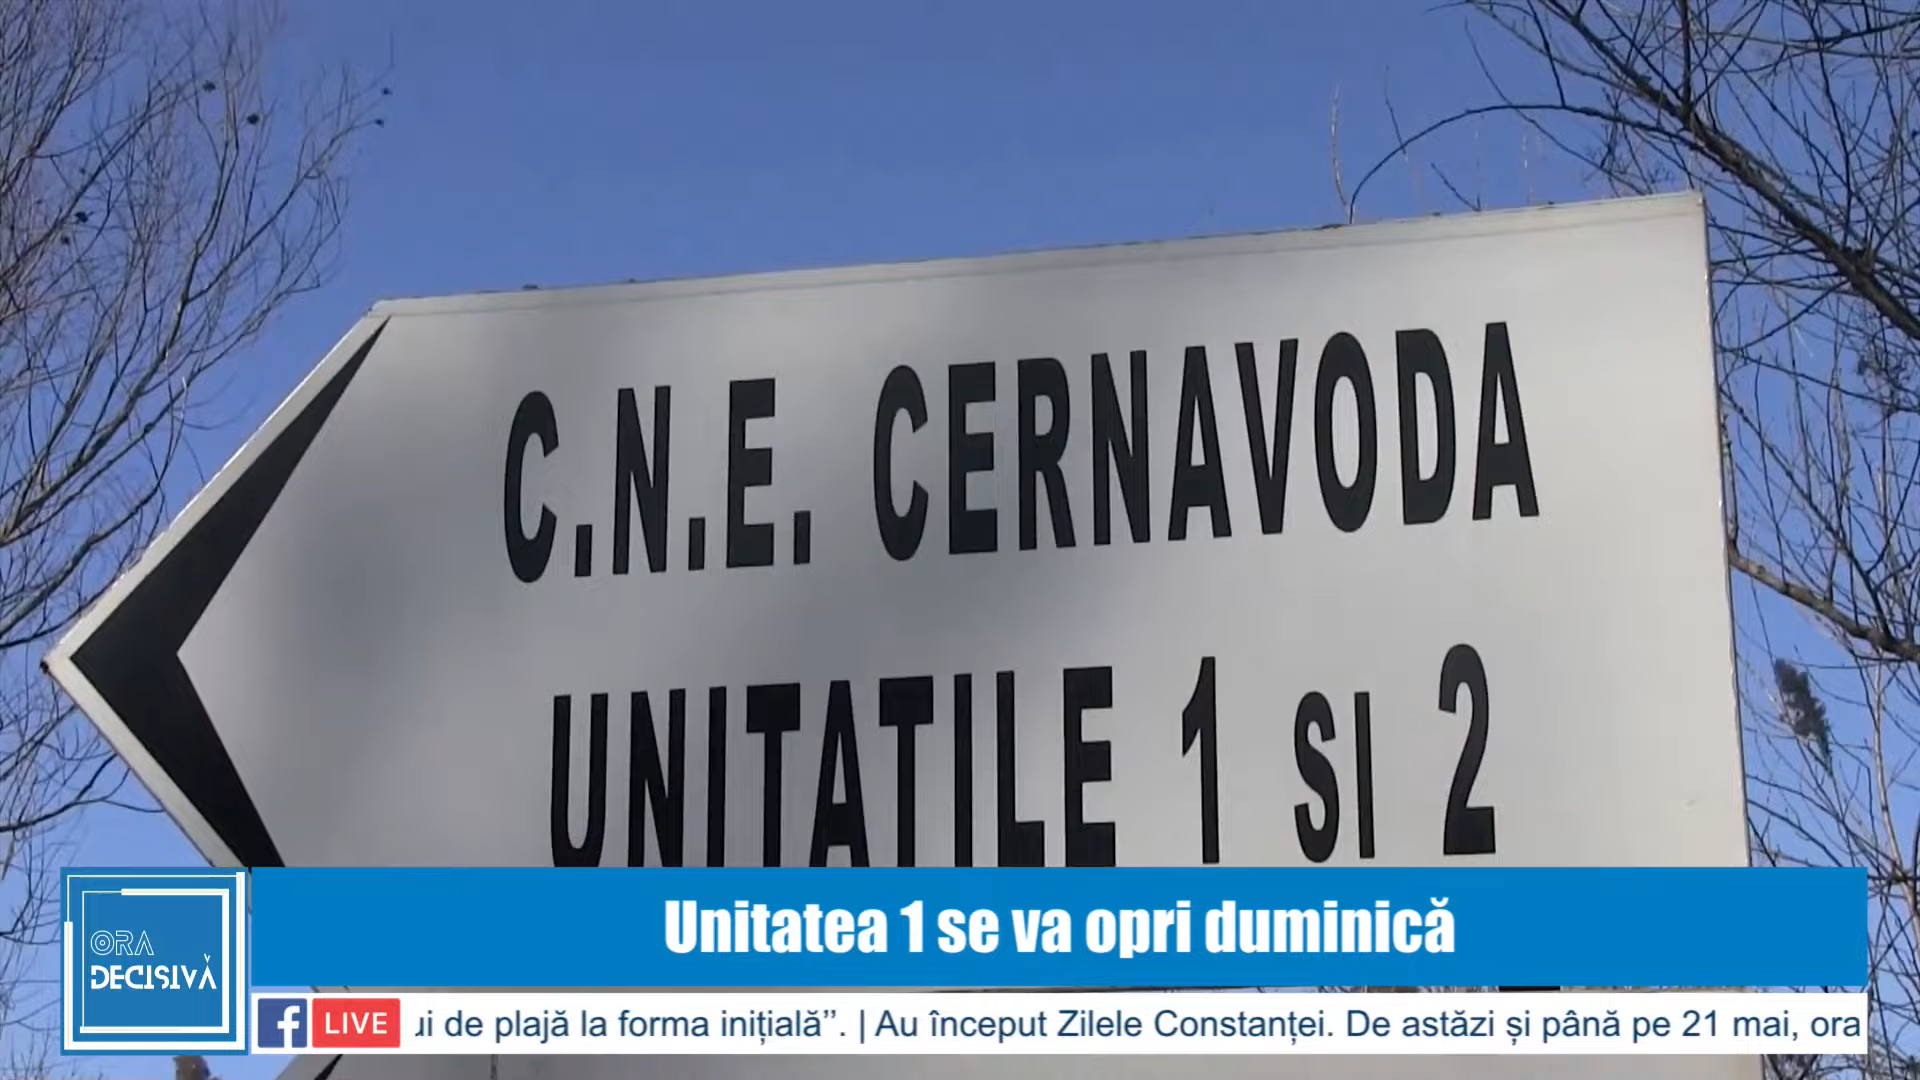 C.N.E. CERNAVODA
UNITATILE 1 SI 2
Unitatea 1 se va opri duminică
ORA
DECISIVĂ
LIVE
de plajă la forma inițială”. | Au început Zilele Constanței. De astăzi și până pe 21 mai, ora